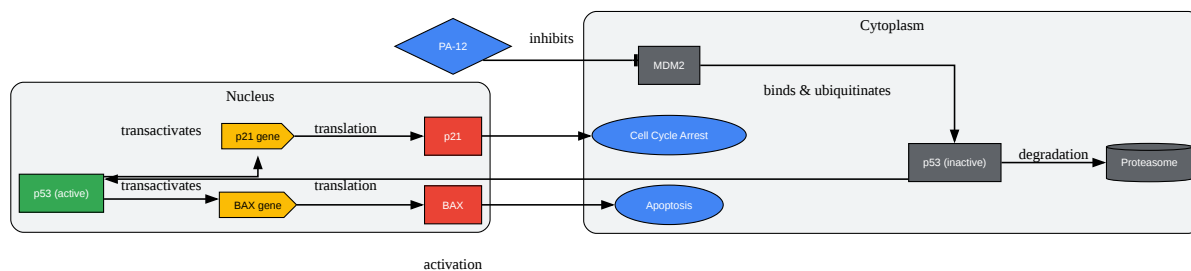 Cytoplasm
PA-12
inhibits
MDM2
binds & ubiquitinates
Nucleus
transactivates
p21 gene
translation
p21
Cell Cycle Arrest
p53 (inactive)
degradation
Proteasome
p53 (active)
transactivates
BAX gene
translation
BAX
Apoptosis
activation